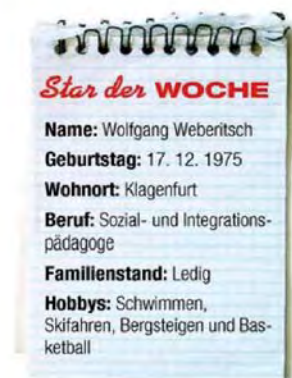 Star der WOCHE
Name: Wolfgang Weberitsch
Geburtstag: 17. 12. 1975
Wohnort: Klagenfurt
Beruf: Sozial- und Integrations-
pädagoge
Familienstand: Ledig
Hobbys: Schwimmen,
Skifahren, Bergsteigen und Bas-
ketball